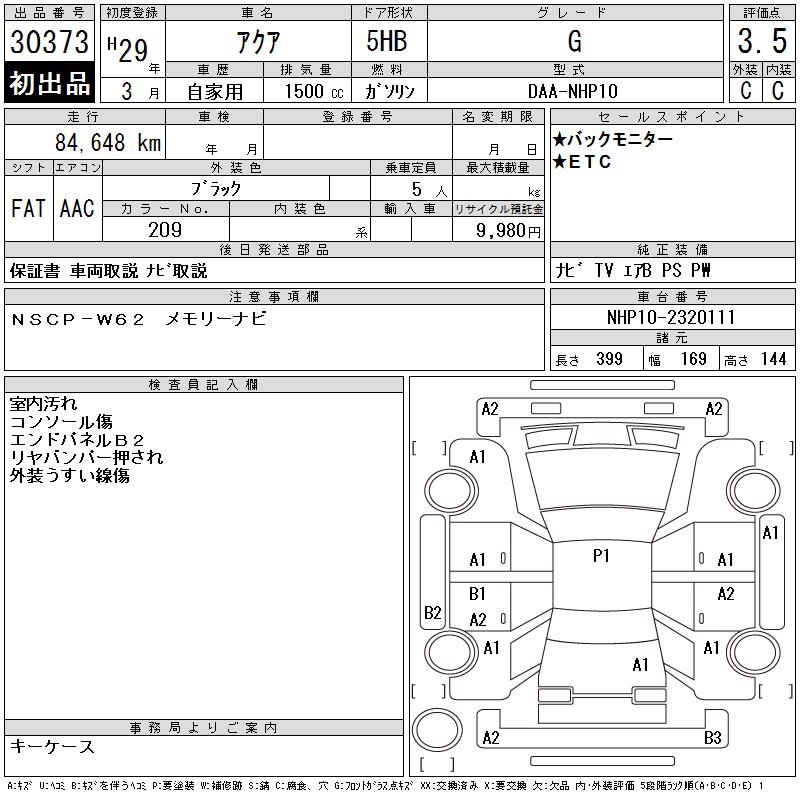 出品番号 初度登録 車名 ドア形状 グレード 評価点
30373 H29年 アクア 5HB G 3.5
初出品 車歴 排気量 燃料 型式 外装 内装
3月 自家用 1500 cc ガソリン DAA-NHP10 C C
走行 車検 登録番号 名変期限 セールスポイント
84,648 km 年 月 月 日 ★バックモニター
★ETC
シフト エアコン 外装色 乗車定員 最大積載量
FAT AAC ブラック 5 人 kg
カラーNo. 内装色 輸入車 リサイクル預託金
209 系 9,980円
後日発送部品 純正装備
保証書 車両取説 ナビ取説 ナビ TV エアB PS PW
注意事項欄 車台番号
NSCP-W62 メモリーナビ NHP10-2320111
諸元
長さ 399 幅 169 高さ 144
検査員記入欄
室内汚れ
コンソール傷
エンドパネルB2
リヤバンパー押され
外装うすい線傷
事務局よりご案内
キーケース
A2 A2
A1
A1
A1 P1 A1
B1 A2
B2 A2
A1 A1
A1
A2 B3
A:キズ U:ヘコミ B:キズを伴うヘコミ P:要塗装 W:補修跡 S:錆 C:腐食、穴 G:フロントガラス点キズ XX:交換済み X:要交換 欠:欠品 内・外装評価 5段階ランク順(A・B・C・D・E) 1